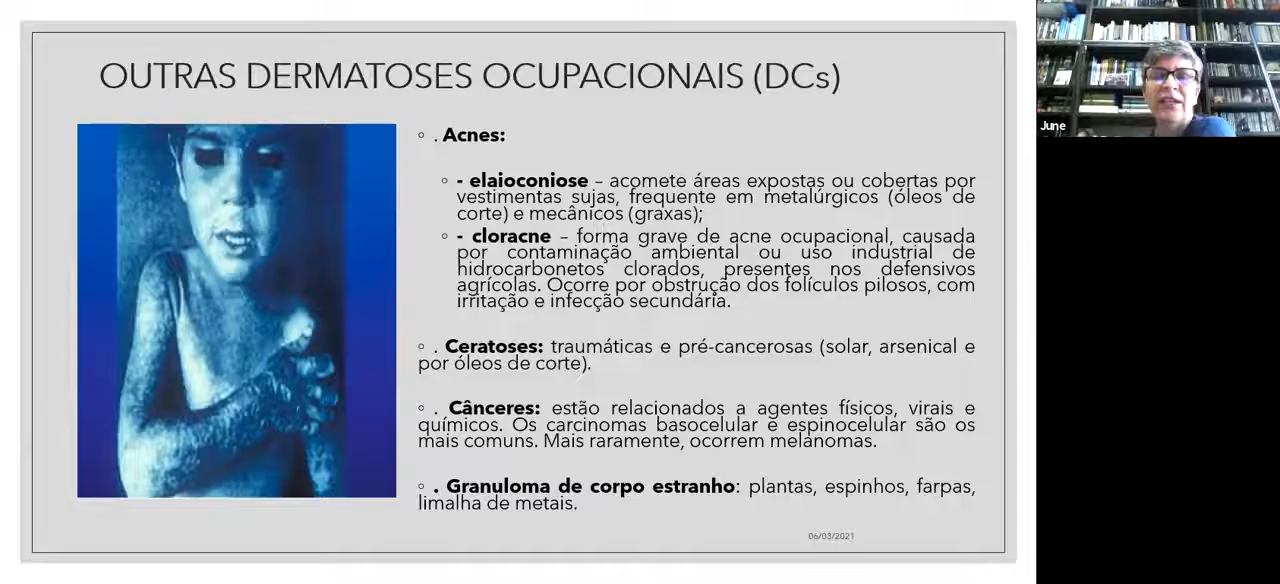 OUTRAS DERMATOSES OCUPACIONAIS (DCs)
. Acnes:
- elaioconiose – acomete áreas expostas ou cobertas por
vestimentas sujas, frequente em metalúrgicos (óleos de
corte) e mecânicos (graxas);
- cloracne – forma grave de acne ocupacional, causada
por contaminação ambiental ou uso industrial de
hidrocarbonetos clorados, presentes nos defensivos
agrícolas. Ocorre por obstrução dos folículos pilosos, com
irritação e infecção secundária.
. Ceratoses: traumáticas e pré-cancerosas (solar, arsenical e
por óleos de corte).
. Cânceres: estão relacionados a agentes físicos, virais e
químicos. Os carcinomas basocelular e espinocelular são os
mais comuns. Mais raramente, ocorrem melanomas.
. Granuloma de corpo estranho: plantas, espinhos, farpas,
limalha de metais.
06/03/2021
June